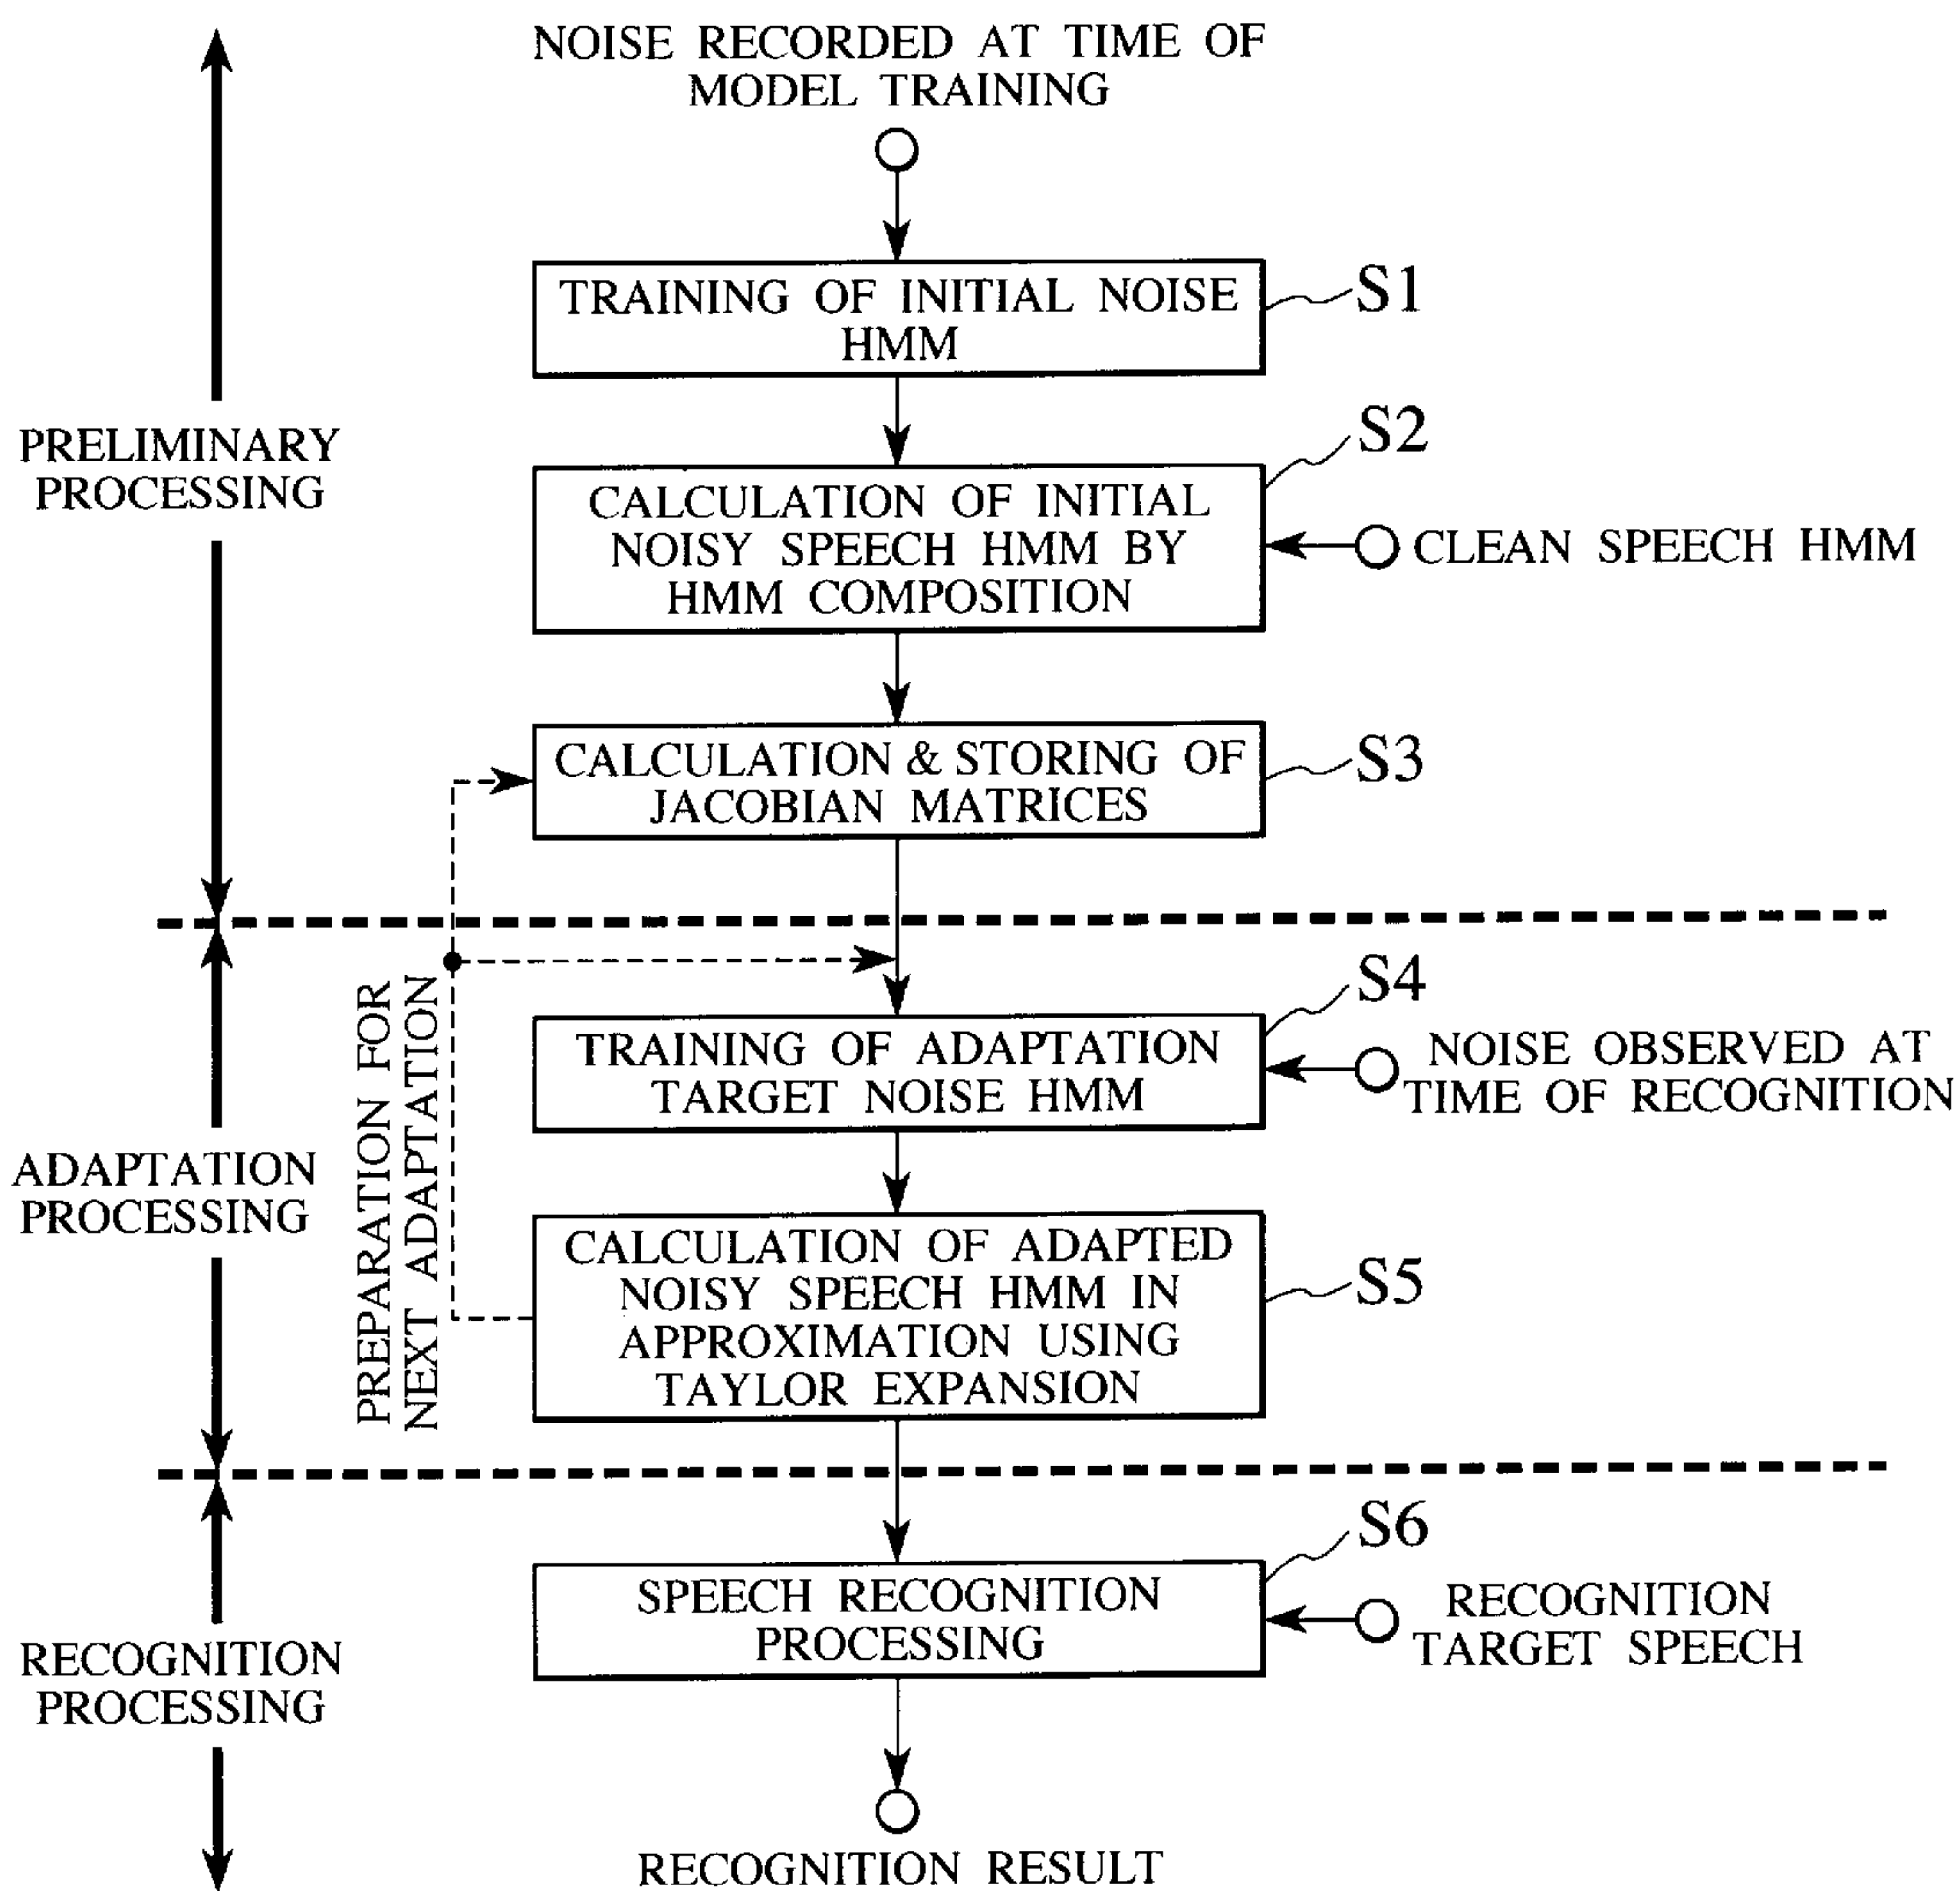 NOISE RECORDED AT TIME OF
MODEL TRAINING
TRAINING OF INITIAL NOISE
HMM
S1
PRELIMINARY
PROCESSING
S2
CALCULATION OF INITIAL
NOISY SPEECH HMM BY
HMM COMPOSITION
CLEAN SPEECH HMM
CALCULATION & STORING OF
JACOBIAN MATRICES
S3
PREPARATION FOR
NEXT ADAPTATION
S4
TRAINING OF ADAPTATION
TARGET NOISE HMM
NOISE OBSERVED AT
TIME OF RECOGNITION
ADAPTATION
PROCESSING
CALCULATION OF ADAPTED
NOISY SPEECH HMM IN
APPROXIMATION USING
TAYLOR EXPANSION
S5
S6
SPEECH RECOGNITION
PROCESSING
RECOGNITION
TARGET SPEECH
RECOGNITION
PROCESSING
RECOGNITION RESULT